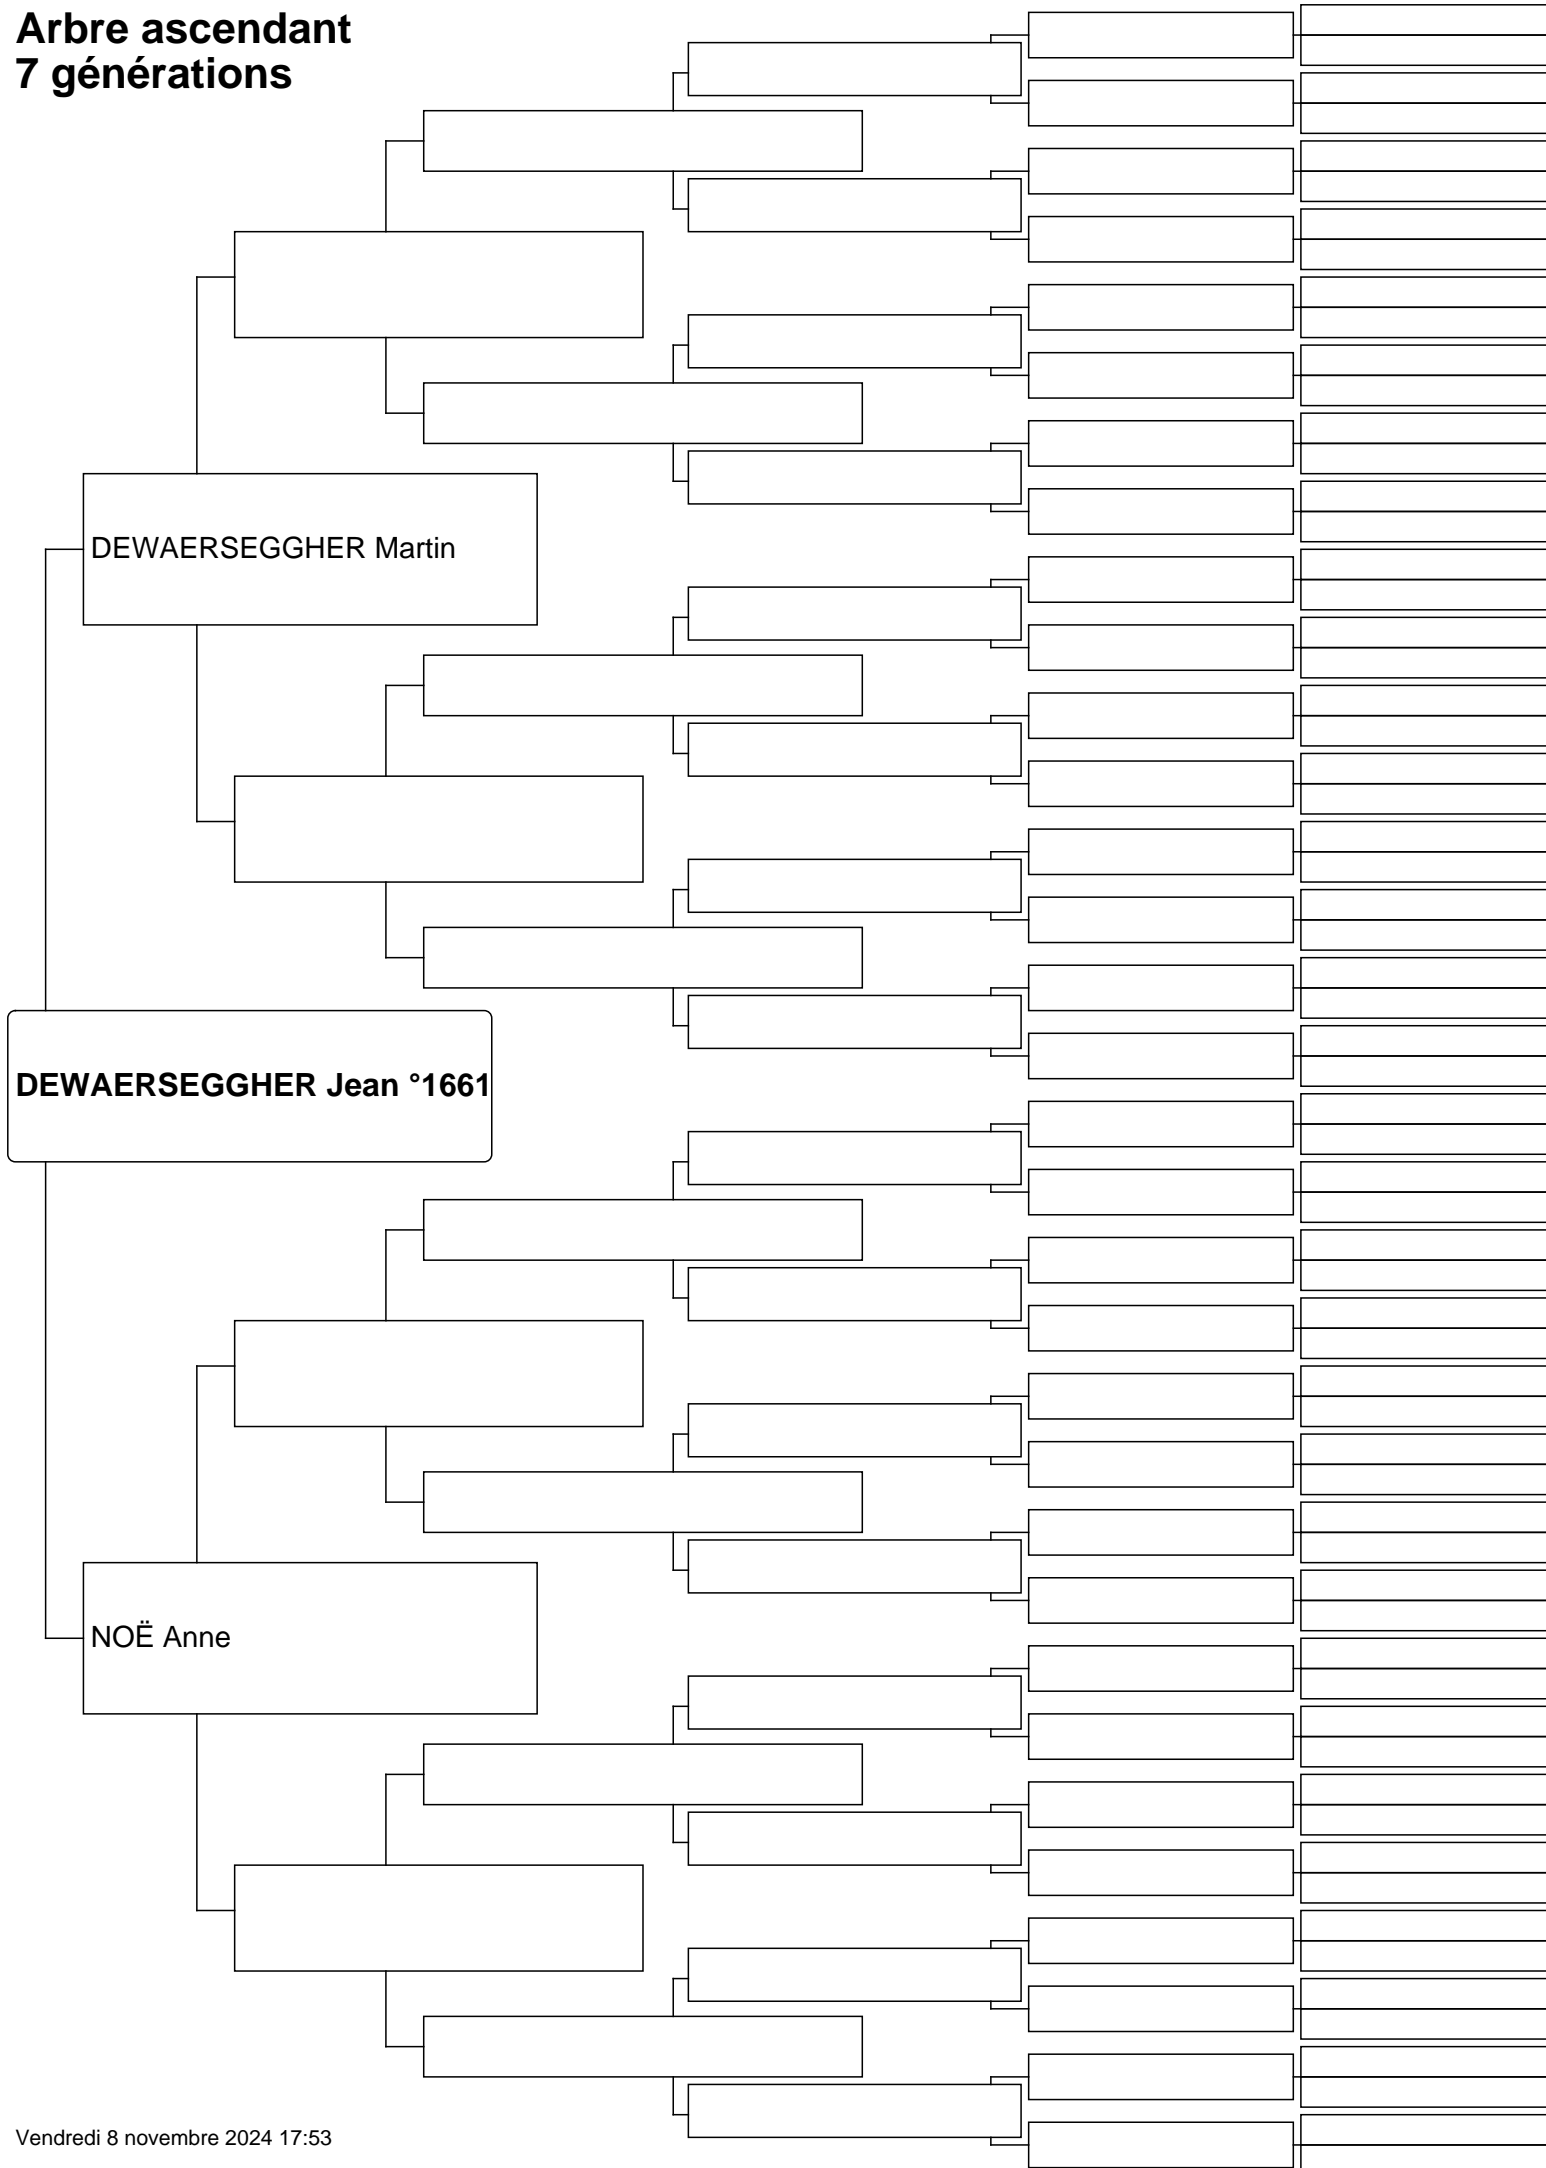 Arbre ascendant
7 générations
DEWAERSEGGHER Martin
DEWAERSEGGHER Jean °1661
NOË Anne
Vendredi 8 novembre 2024 17:53